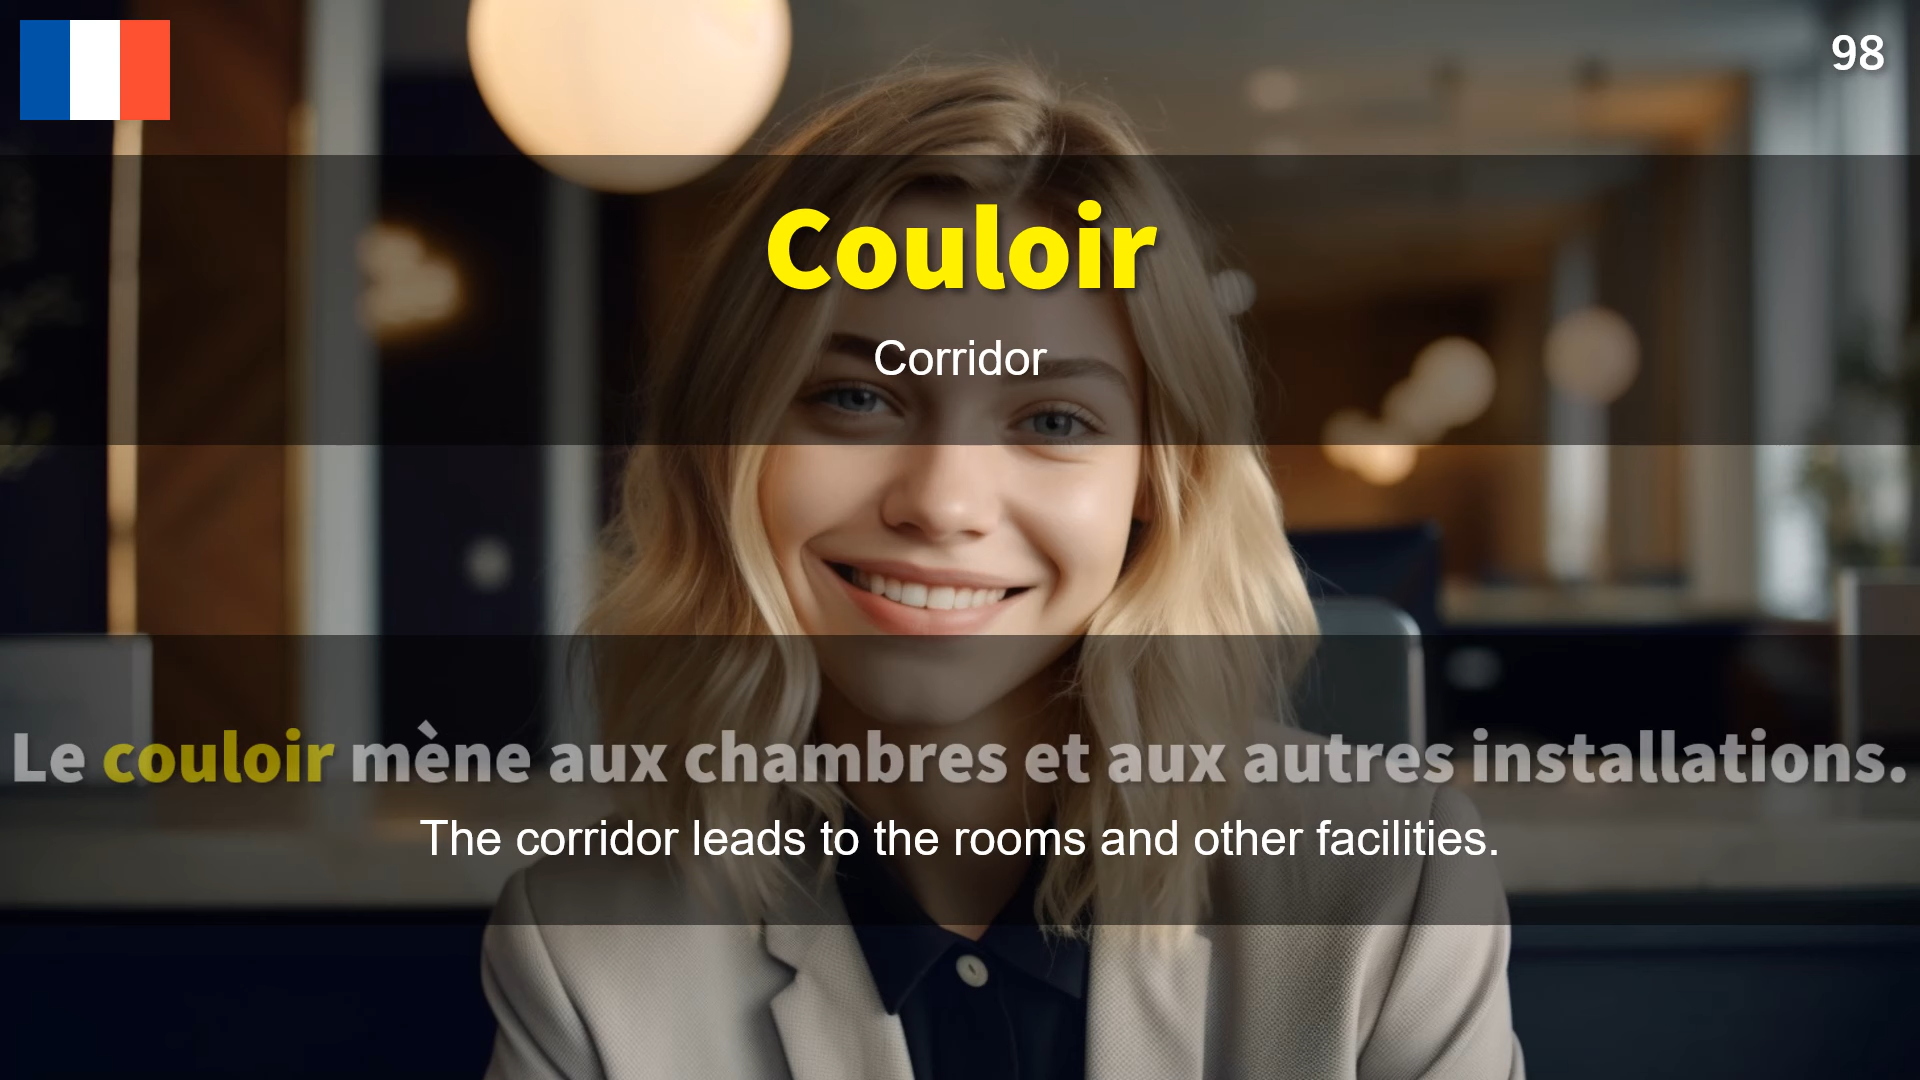 98
Couloir
Corridor
Le couloir mène aux chambres et aux autres installations.
The corridor leads to the rooms and other facilities.